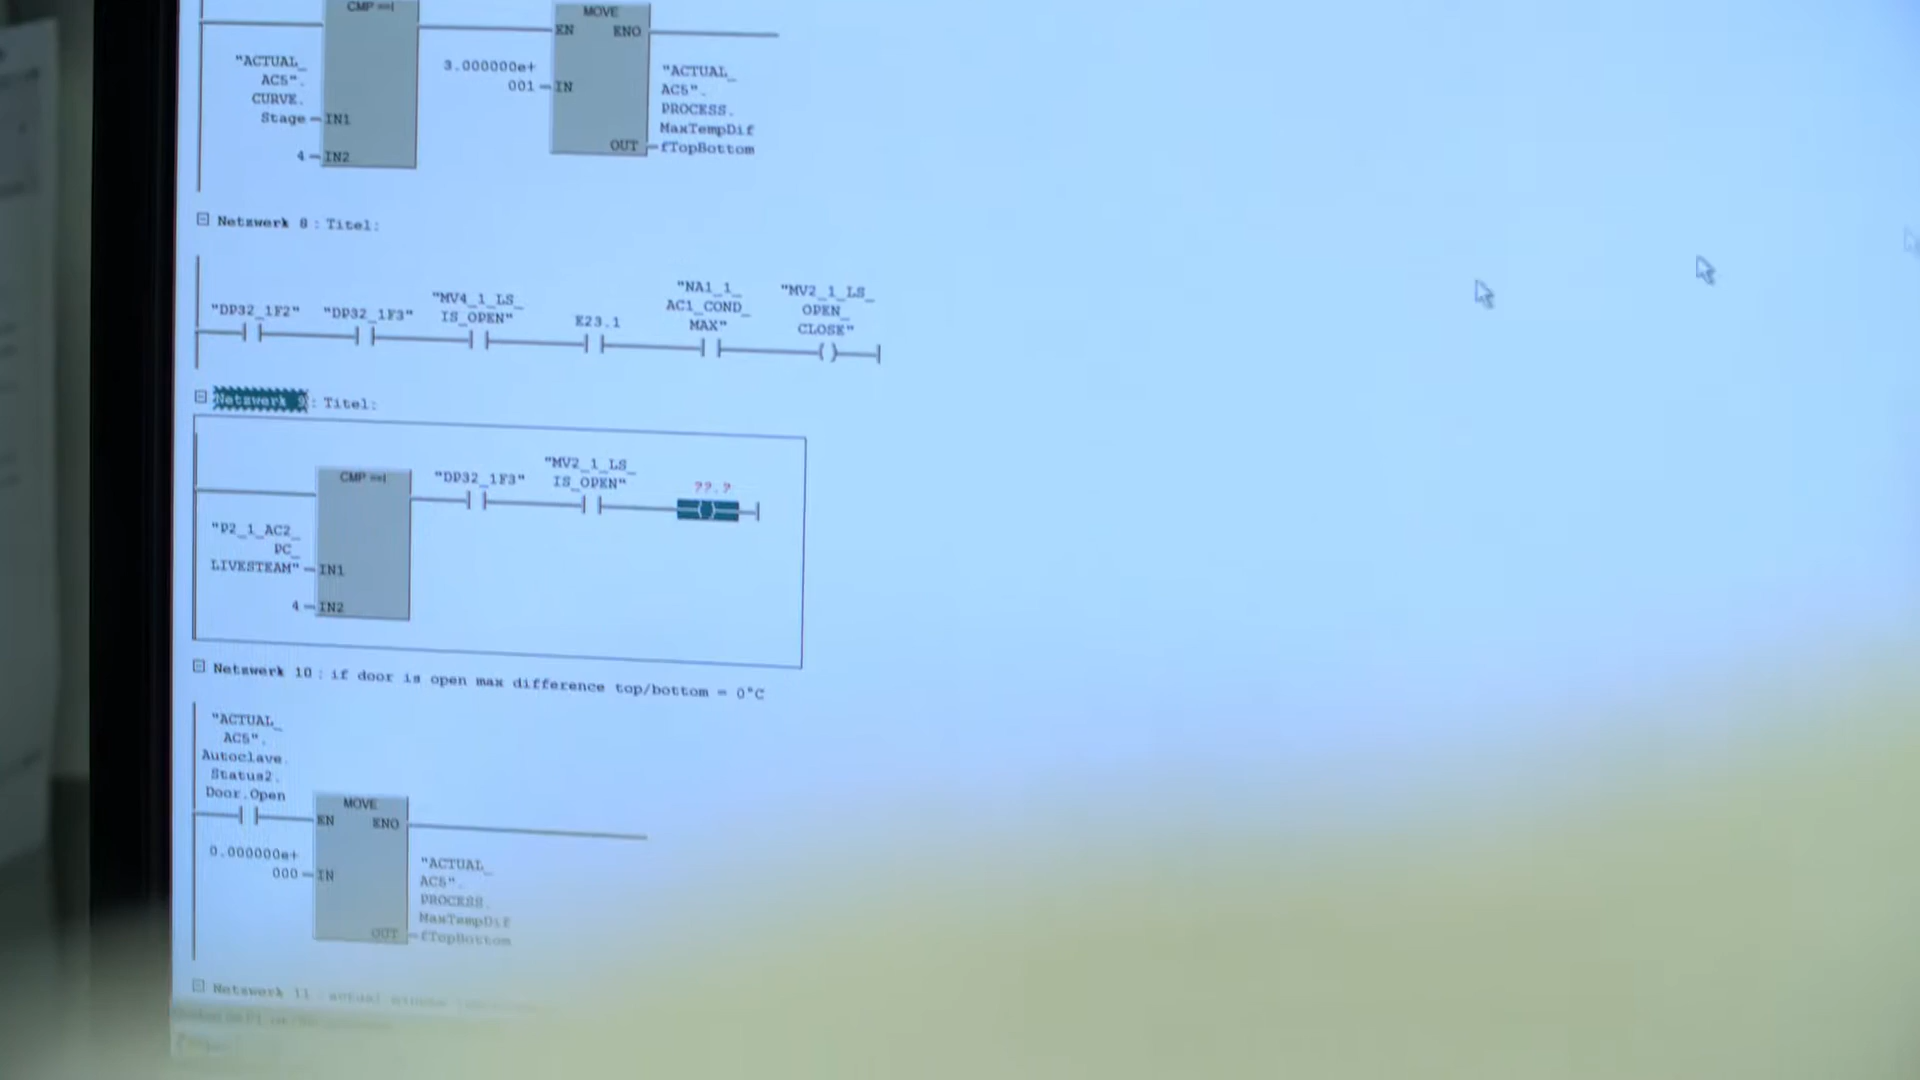 CMP ==I
MOVE
EN ENO
"ACTUAL_
AC5".
CURVE.
Stage
IN1
4
IN2
3.000000e+
001
IN
OUT
"ACTUAL_
AC5".
PROCESS.
MaxTempDif
fTopBottom
Netzwerk 8 : Titel:
"DP32_1F2"
"DP32_1F3"
"MV4_1_LS_
IS_OPEN"
E23.1
"NA1_1_
AC1_COND_
MAX"
"MV2_1_LS_
OPEN_
CLOSE"
( )
Netzwerk 9 : Titel:
CMP ==I
"P2_1_AC2_
PC_
LIVESTEAM"
IN1
4
IN2
"DP32_1F3"
"MV2_1_LS_
IS_OPEN"
??.?
( )
Netzwerk 10 : if door is open max difference top/bottom = 0°C
"ACTUAL_
AC5".
Autoclave.
Status2.
Door.Open
MOVE
EN ENO
0.000000e+
000
IN
OUT
"ACTUAL_
AC5".
PROCESS.
MaxTempDif
fTopBottom
Netzwerk 11 : actual